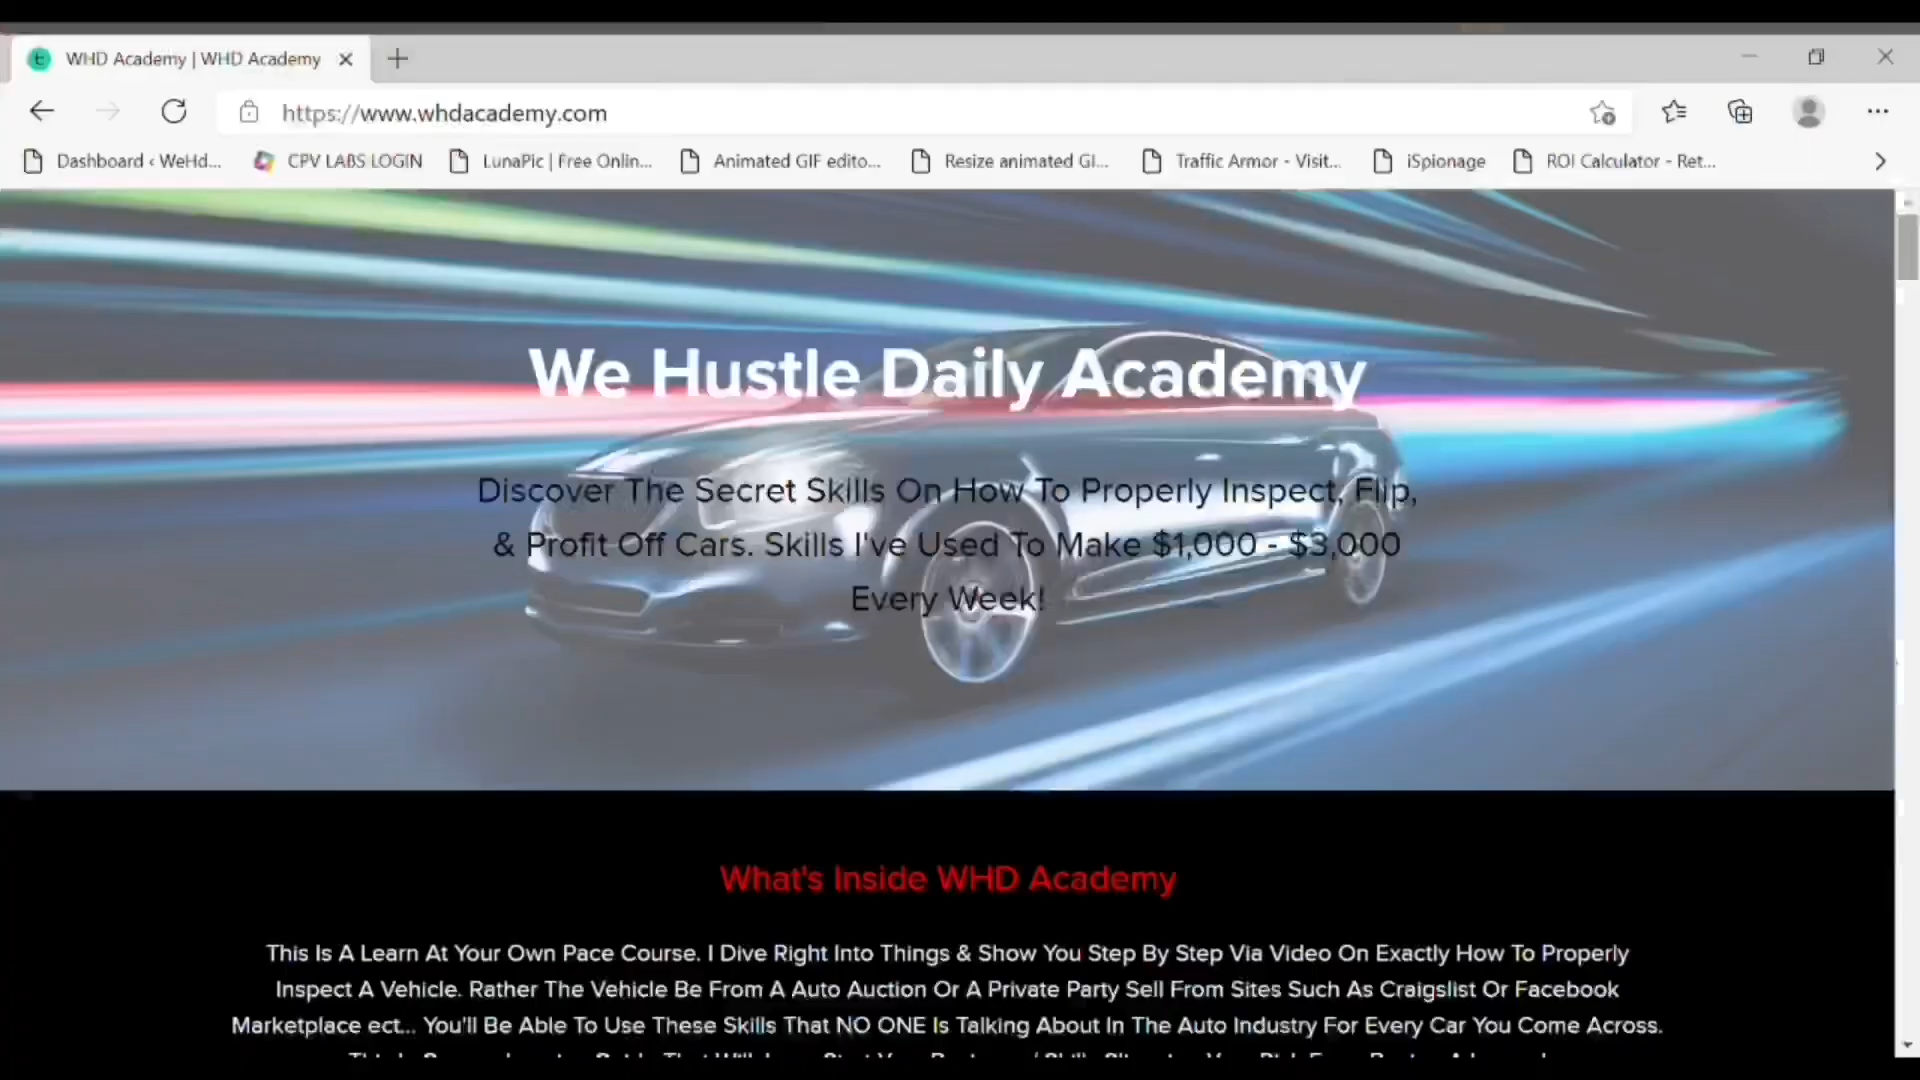 WHD Academy | WHD Academy
https://www.whdacademy.com
Dashboard ‹ WeHd... CPV LABS LOGIN LunaPic | Free Onlin... Animated GIF edito... Resize animated GI... Traffic Armor - Visit... iSpionage ROI Calculator - Ret...
We Hustle Daily Academy
Discover The Secret Skills On How To Properly Inspect, Flip,
& Profit Off Cars. Skills I've Used To Make $1,000 - $3,000
Every Week!
What's Inside WHD Academy
This Is A Learn At Your Own Pace Course. I Dive Right Into Things & Show You Step By Step Via Video On Exactly How To Properly
Inspect A Vehicle. Rather The Vehicle Be From A Auto Auction Or A Private Party Sell From Sites Such As Craigslist Or Facebook
Marketplace ect... You'll Be Able To Use These Skills That NO ONE Is Talking About In The Auto Industry For Every Car You Come Across.